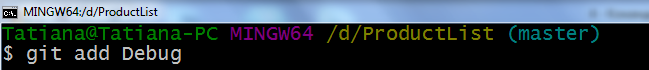 MINGW64:/d/ProductList
Tatiana@Tatiana-PC MINGW64 /d/ProductList (master)
$ git add Debug